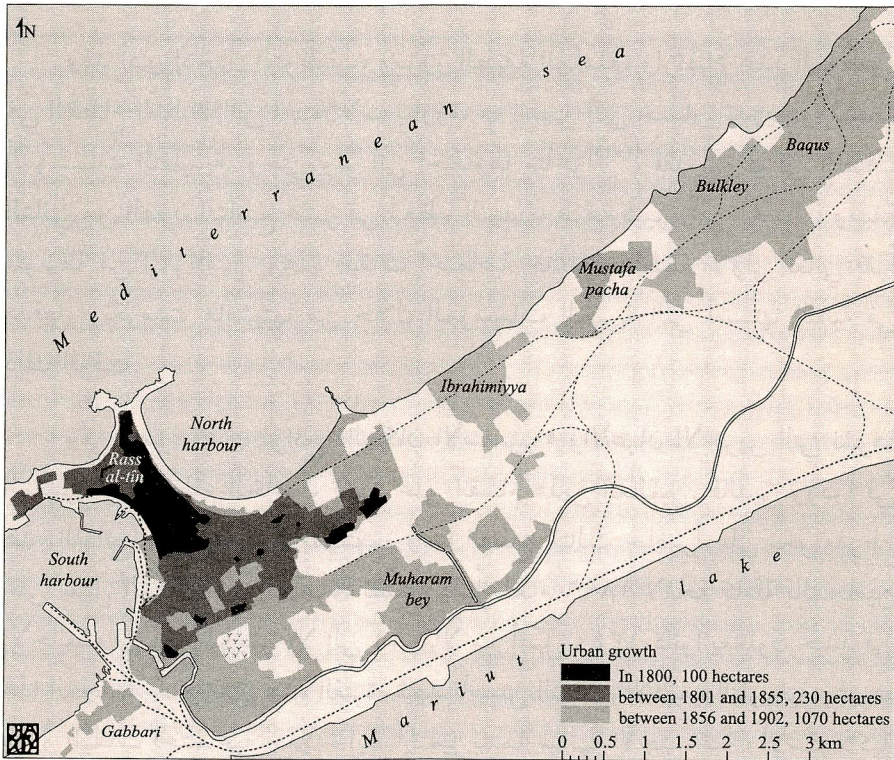 N
Mediterranean sea
Baqus
Bulkley
Mustafa
pacha
Ibrahimiyya
North
harbour
Rass
al-tîn
South
harbour
Muharam
bey
Mariut lake
Gabbari
Urban growth
In 1800, 100 hectares
between 1801 and 1855, 230 hectares
between 1856 and 1902, 1070 hectares
0 0.5 1 1.5 2 2.5 3 km